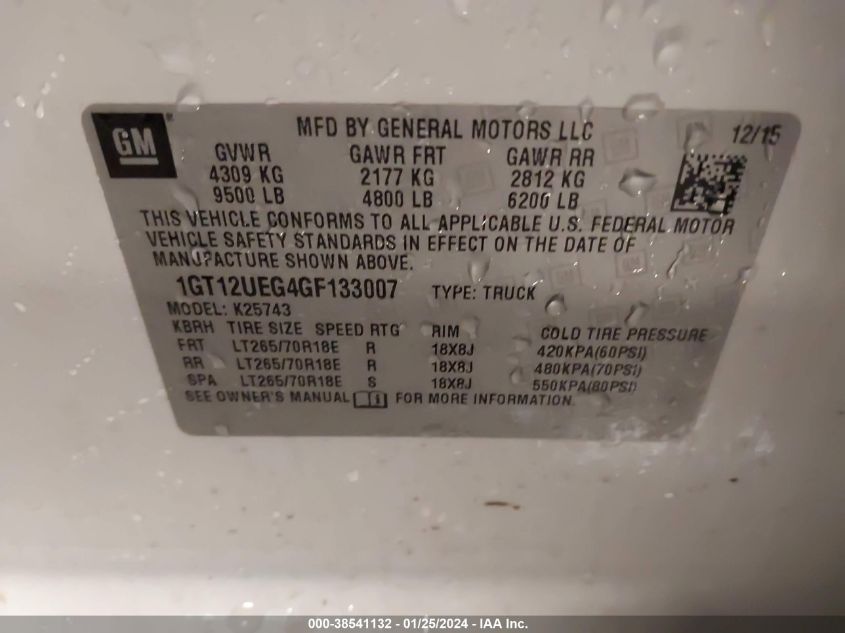 GM
MFD BY GENERAL MOTORS LLC
12/15
GVWR GAWR FRT GAWR RR
4309 KG 2177 KG 2812 KG
9500 LB 4800 LB 6200 LB
THIS VEHICLE CONFORMS TO ALL APPLICABLE U.S. FEDERAL MOTOR
VEHICLE SAFETY STANDARDS IN EFFECT ON THE DATE OF
MANUFACTURE SHOWN ABOVE.
1GT12UEG4GF133007 TYPE: TRUCK
MODEL: K25743
KBRH TIRE SIZE SPEED RTG RIM COLD TIRE PRESSURE
FRT LT265/70R18E R 18X8J 420KPA(60PSI)
RR LT265/70R18E R 18X8J 480KPA(70PSI)
SPA LT265/70R18E S 18X8J 550KPA(80PSI)
SEE OWNER'S MANUAL FOR MORE INFORMATION.
000-38541132 - 01/25/2024 - IAA Inc.